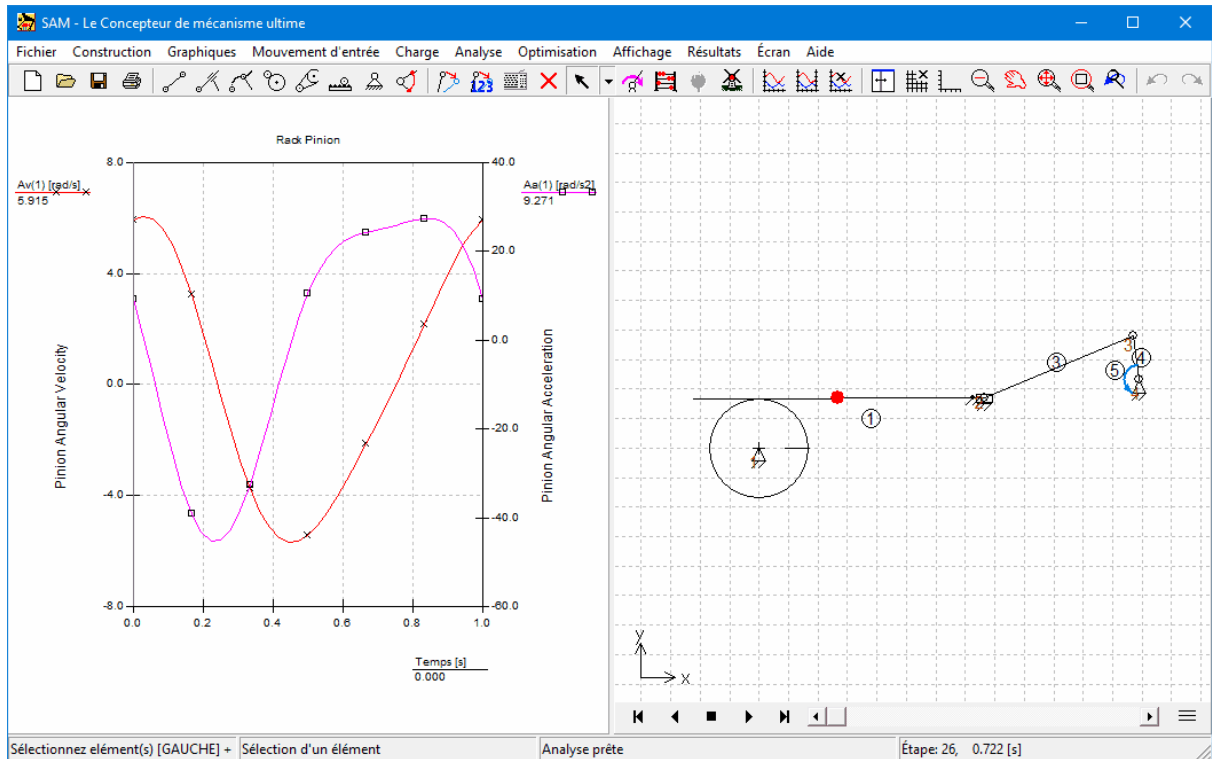 SAM - Le Concepteur de mécanisme ultime
Fichier Construction Graphiques Mouvement d'entrée Charge Analyse Optimisation Affichage Résultats Écran Aide
123
Rack Pinion
8.0 40.0
Av(1) [rad/s] Aa(1) [rad/s2]
5.915 9.271
20.0
4.0
0.0
0.0
-20.0
-4.0
-40.0
-8.0 -60.0
Pinion Angular Velocity
Pinion Angular Acceleration
0.0 0.2 0.4 0.6 0.8 1.0
Temps [s]
0.000
3
3
4
5
1
y
x
Sélectionnez elément(s) [GAUCHE] + Sélection d'un élément Analyse prête Étape: 26, 0.722 [s]